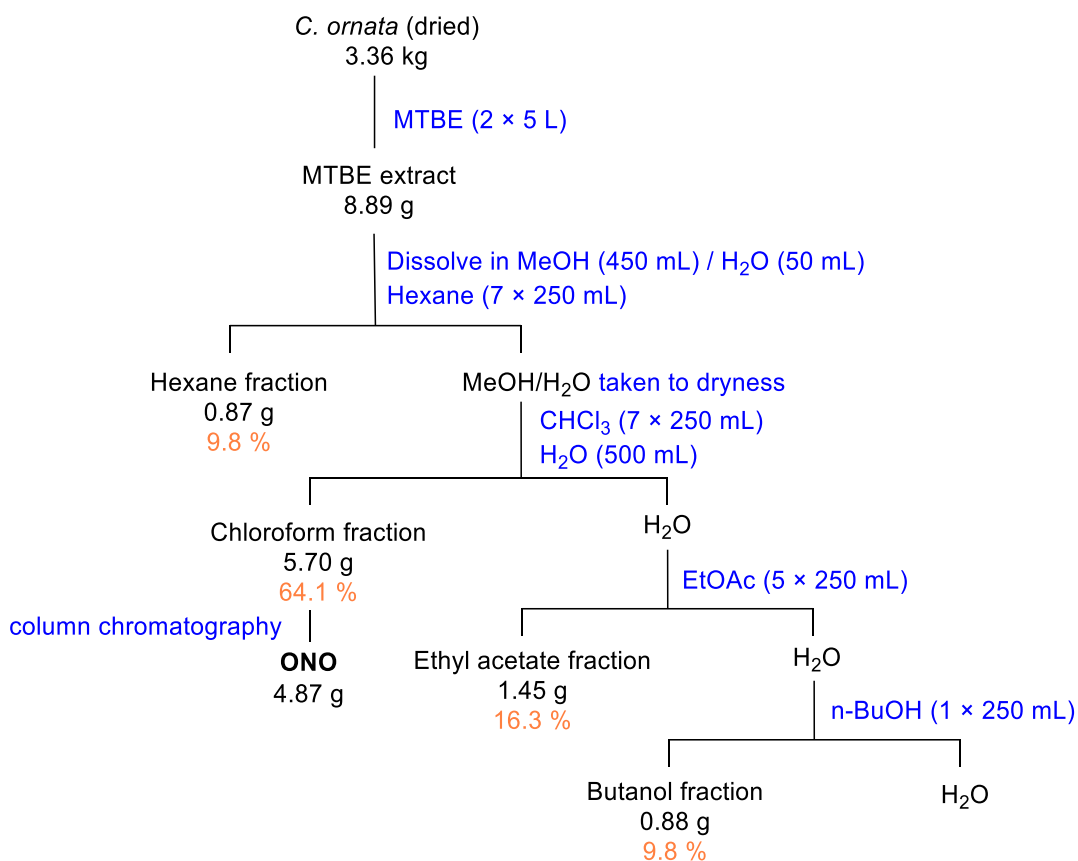 C. ornata (dried)
3.36 kg
MTBE (2 × 5 L)
MTBE extract
8.89 g
Dissolve in MeOH (450 mL) / H₂O (50 mL)
Hexane (7 × 250 mL)
Hexane fraction
0.87 g
9.8 %
MeOH/H₂O taken to dryness
CHCl₃ (7 × 250 mL)
H₂O (500 mL)
Chloroform fraction
5.70 g
64.1 %
H₂O
EtOAc (5 × 250 mL)
column chromatography
ONO
4.87 g
Ethyl acetate fraction
1.45 g
16.3 %
H₂O
n-BuOH (1 × 250 mL)
Butanol fraction
0.88 g
9.8 %
H₂O